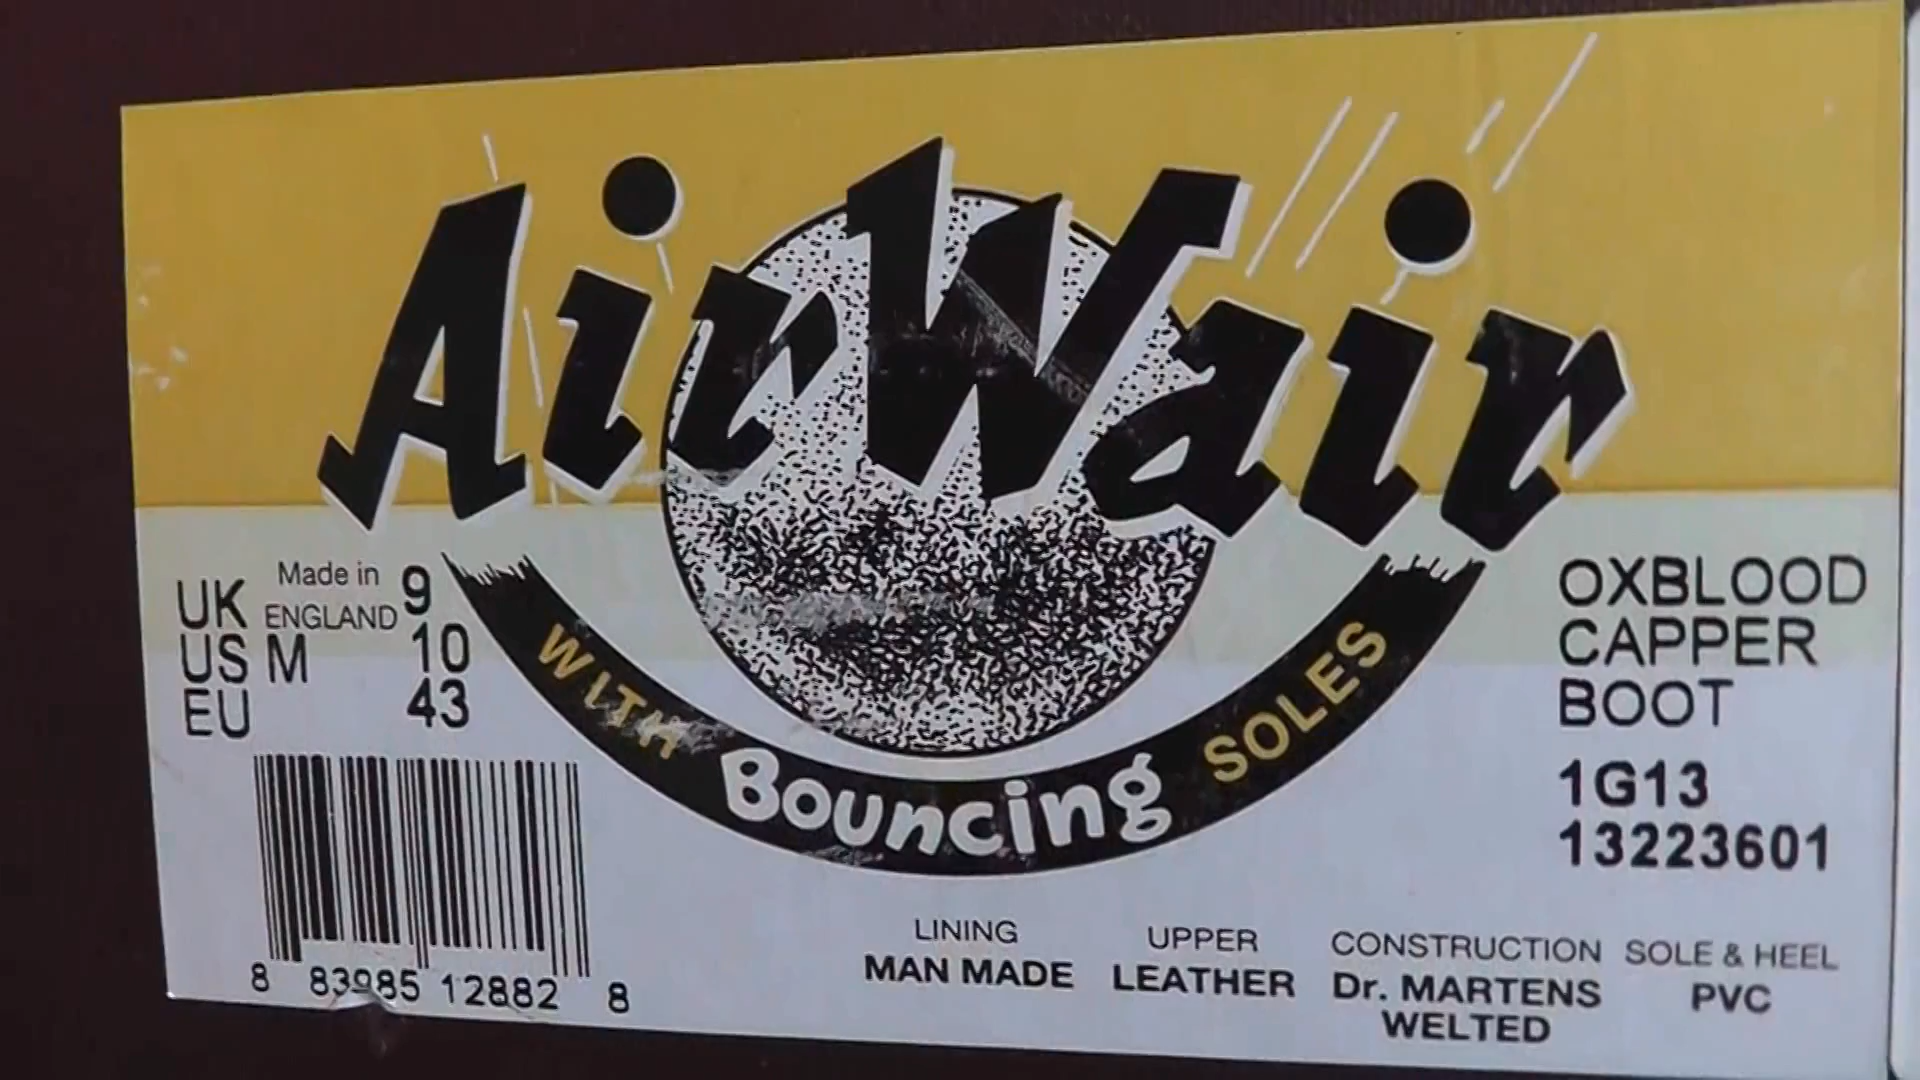 AirWair
WITH Bouncing SOLES
Made in
ENGLAND
UK 9
US M 10
EU 43
8 83985 12882 8
OXBLOOD
CAPPER
BOOT
1G13
13223601
LINING
MAN MADE
UPPER
LEATHER
CONSTRUCTION
Dr. MARTENS
WELTED
SOLE & HEEL
PVC